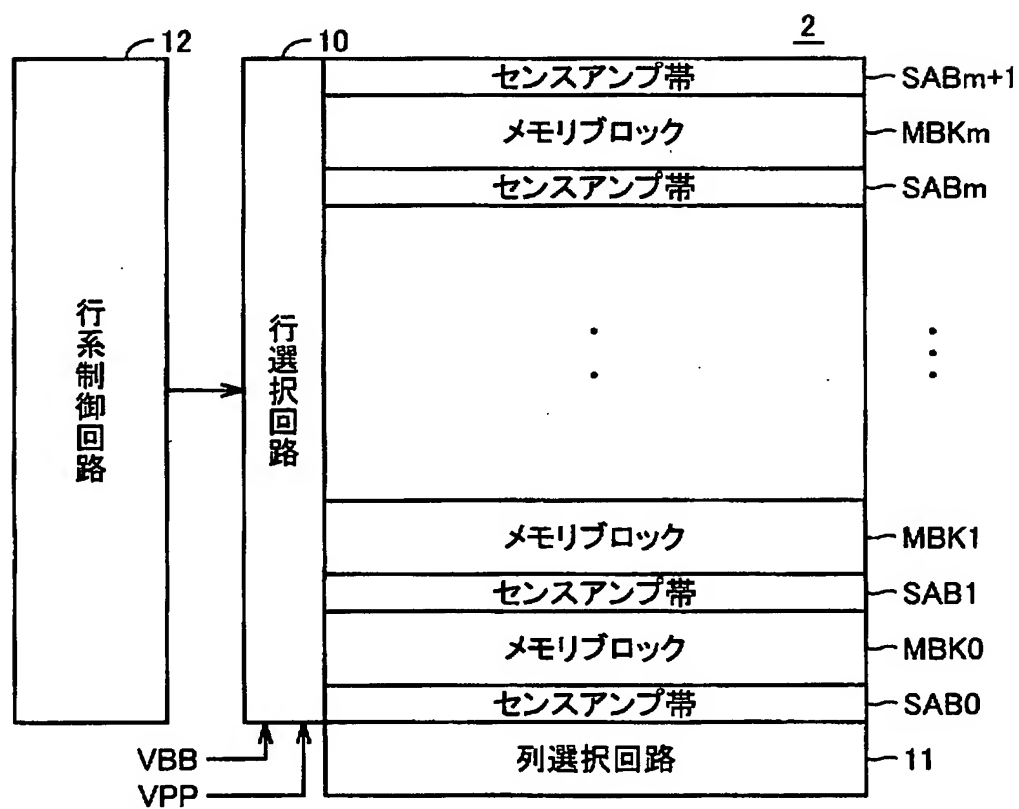 12
10
2
センスアンプ帯 SABm+1
メモリブロック MBKm
センスアンプ帯 SABm
行系制御回路
行選択回路
メモリブロック MBK1
センスアンプ帯 SAB1
メモリブロック MBK0
センスアンプ帯 SAB0
VBB
列選択回路 11
VPP